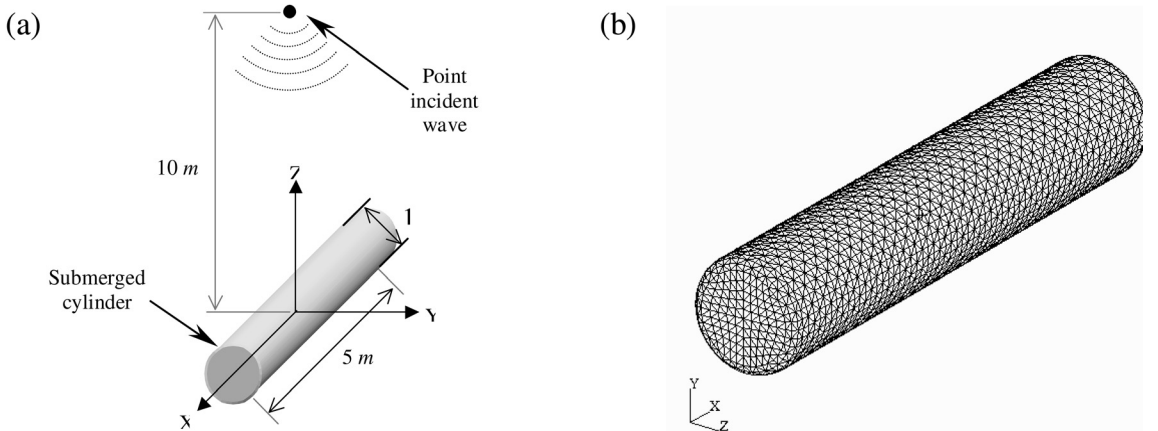 (a)
Point
incident
wave
10 m
Z
1
Submerged
cylinder
Y
5 m
X
(b)
Y
X
Z